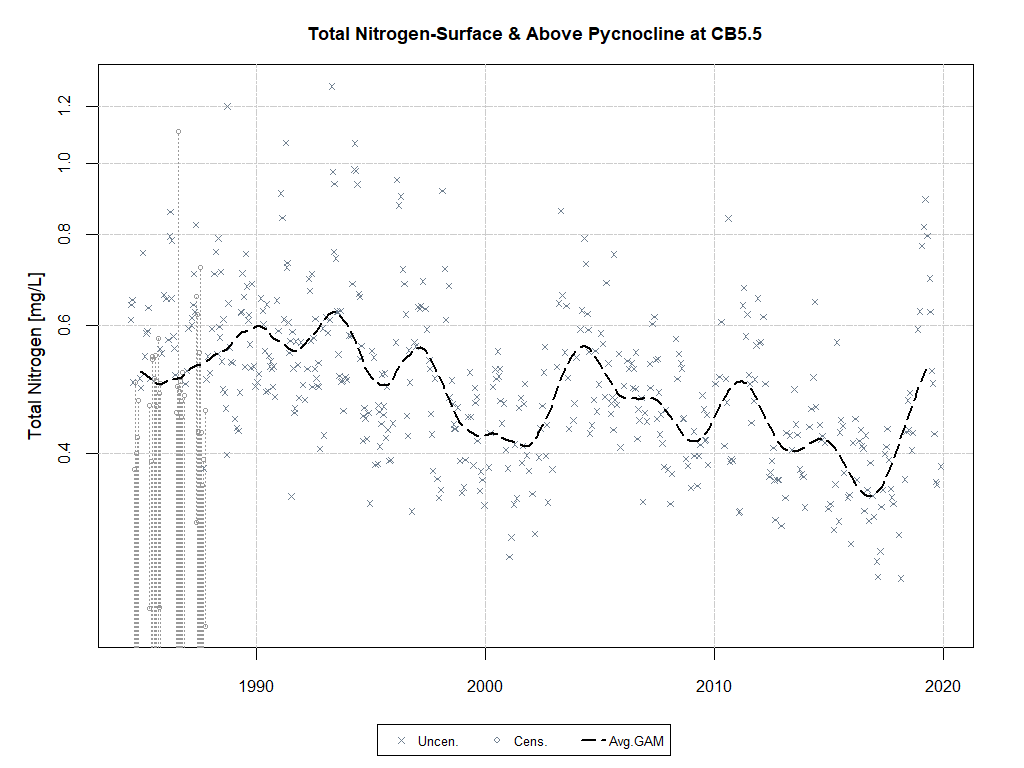 Total Nitrogen-Surface & Above Pycnocline at CB5.5
Total Nitrogen [mg/L]
1.2
1.0
0.8
0.6
0.4
1990 2000 2010 2020
Uncen. Cens. Avg.GAM